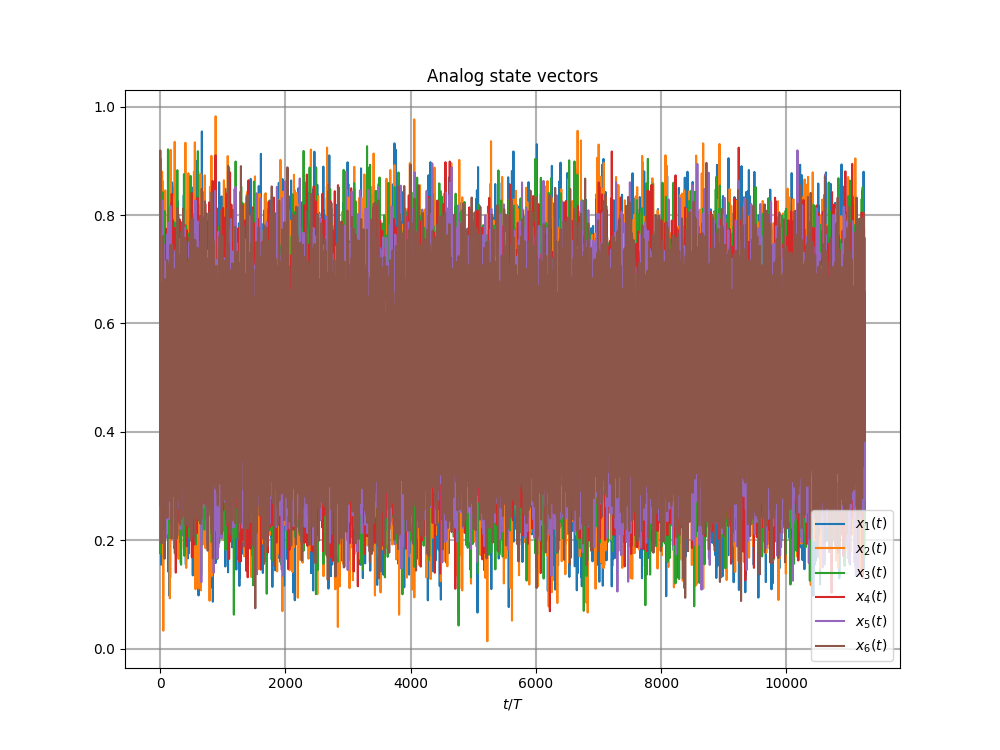 Analog state vectors
1.0
0.8
0.6
0.4
0.2
0.0
x₁(t)
x₂(t)
x₃(t)
x₄(t)
x₅(t)
x₆(t)
0 2000 4000 6000 8000 10000
t/T